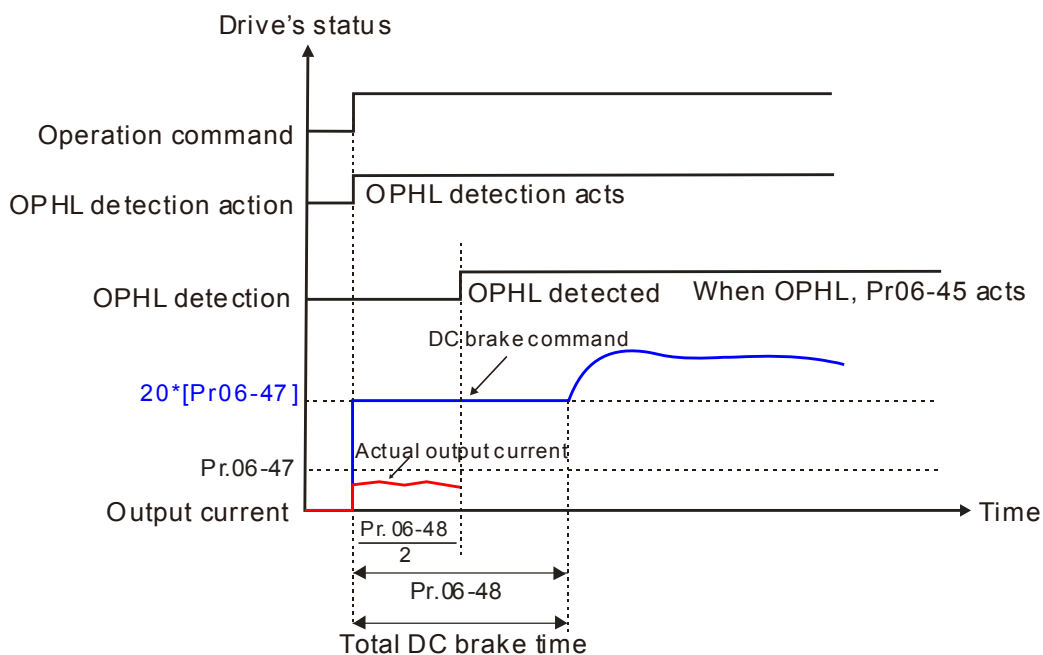 Drive's status
Operation command
OPHL detection action
OPHL detection acts
OPHL detection
OPHL detected
When OPHL, Pr06-45 acts
DC brake command
20*[Pr06-47]
Actual output current
Pr.06-47
Output current
Time
Pr.06-48
2
Pr.06-48
Total DC brake time